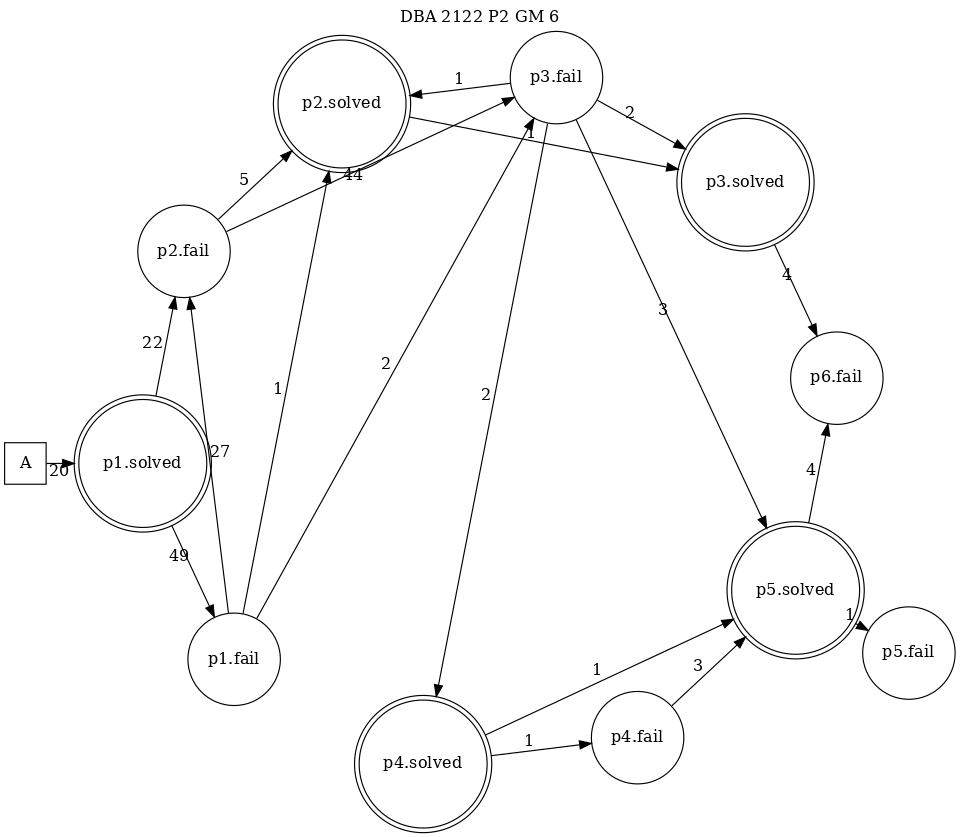 DBA 2122 P2 GM 6
p3.fail
p2.solved
1
2
1
44
p3.solved
5
p2.fail
4
3
22
2
1
2
p6.fail
27
A
20
p1.solved
4
49
p5.solved
1
p1.fail
p5.fail
1
3
p4.fail
1
p4.solved